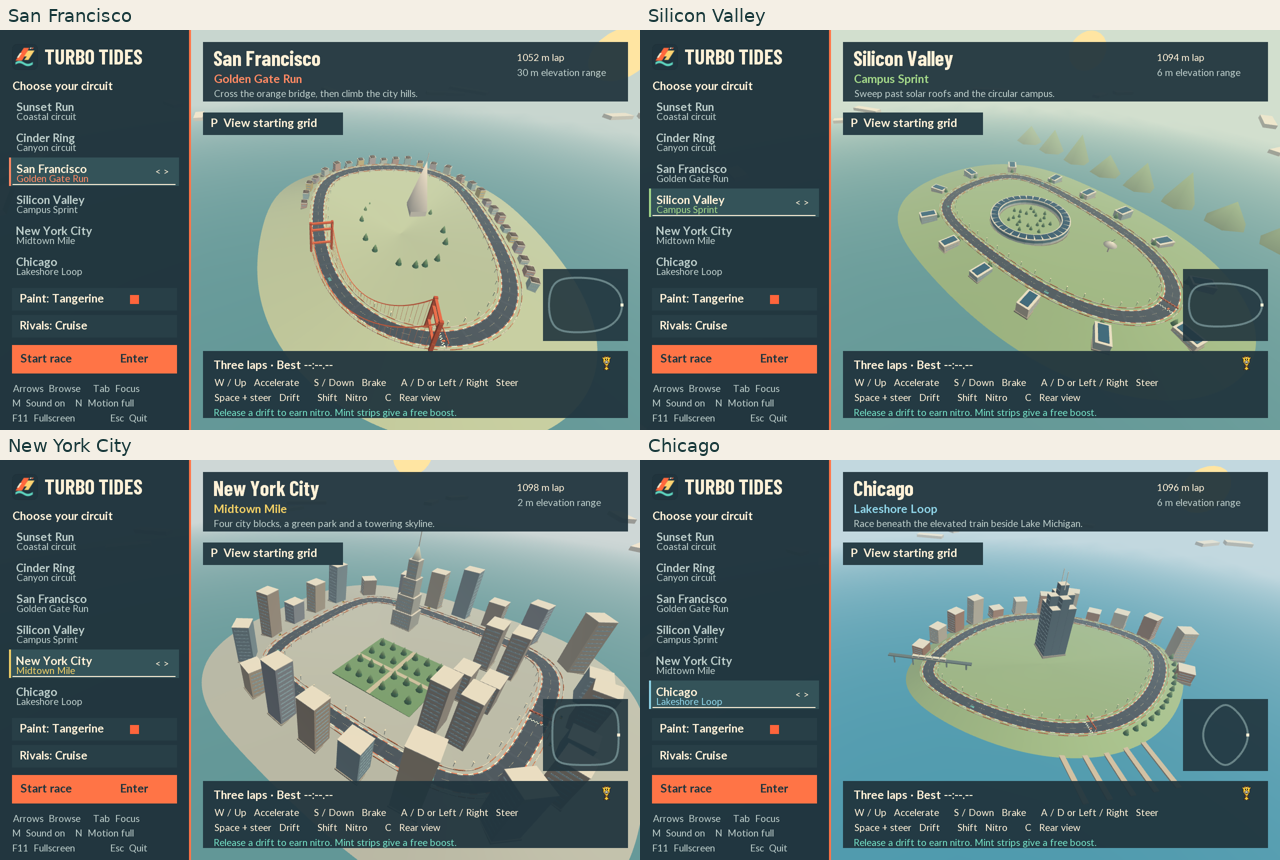 San Francisco
TURBO TIDES
Choose your circuit
Sunset Run
Coastal circuit
Cinder Ring
Canyon circuit
San Francisco
Golden Gate Run
< >
Silicon Valley
Campus Sprint
New York City
Midtown Mile
Chicago
Lakeshore Loop
Paint: Tangerine
Rivals: Cruise
Start race Enter
Arrows Browse Tab Focus
M Sound on N Motion full
F11 Fullscreen Esc Quit
San Francisco
1052 m lap
Golden Gate Run
30 m elevation range
Cross the orange bridge, then climb the city hills.
P View starting grid
Three laps · Best --:--.--
W / Up Accelerate S / Down Brake A / D or Left / Right Steer
Space + steer Drift Shift Nitro C Rear view
Release a drift to earn nitro. Mint strips give a free boost.
Silicon Valley
TURBO TIDES
Choose your circuit
Sunset Run
Coastal circuit
Cinder Ring
Canyon circuit
San Francisco
Golden Gate Run
Silicon Valley
Campus Sprint
< >
New York City
Midtown Mile
Chicago
Lakeshore Loop
Paint: Tangerine
Rivals: Cruise
Start race Enter
Arrows Browse Tab Focus
M Sound on N Motion full
F11 Fullscreen Esc Quit
Silicon Valley
1094 m lap
Campus Sprint
6 m elevation range
Sweep past solar roofs and the circular campus.
P View starting grid
Three laps · Best --:--.--
W / Up Accelerate S / Down Brake A / D or Left / Right Steer
Space + steer Drift Shift Nitro C Rear view
Release a drift to earn nitro. Mint strips give a free boost.
New York City
TURBO TIDES
Choose your circuit
Sunset Run
Coastal circuit
Cinder Ring
Canyon circuit
San Francisco
Golden Gate Run
Silicon Valley
Campus Sprint
New York City
Midtown Mile
< >
Chicago
Lakeshore Loop
Paint: Tangerine
Rivals: Cruise
Start race Enter
Arrows Browse Tab Focus
M Sound on N Motion full
F11 Fullscreen Esc Quit
New York City
1098 m lap
Midtown Mile
2 m elevation range
Four city blocks, a green park and a towering skyline.
P View starting grid
Three laps · Best --:--.--
W / Up Accelerate S / Down Brake A / D or Left / Right Steer
Space + steer Drift Shift Nitro C Rear view
Release a drift to earn nitro. Mint strips give a free boost.
Chicago
TURBO TIDES
Choose your circuit
Sunset Run
Coastal circuit
Cinder Ring
Canyon circuit
San Francisco
Golden Gate Run
Silicon Valley
Campus Sprint
New York City
Midtown Mile
Chicago
Lakeshore Loop
< >
Paint: Tangerine
Rivals: Cruise
Start race Enter
Arrows Browse Tab Focus
M Sound on N Motion full
F11 Fullscreen Esc Quit
Chicago
1096 m lap
Lakeshore Loop
6 m elevation range
Race beneath the elevated train beside Lake Michigan.
P View starting grid
Three laps · Best --:--.--
W / Up Accelerate S / Down Brake A / D or Left / Right Steer
Space + steer Drift Shift Nitro C Rear view
Release a drift to earn nitro. Mint strips give a free boost.